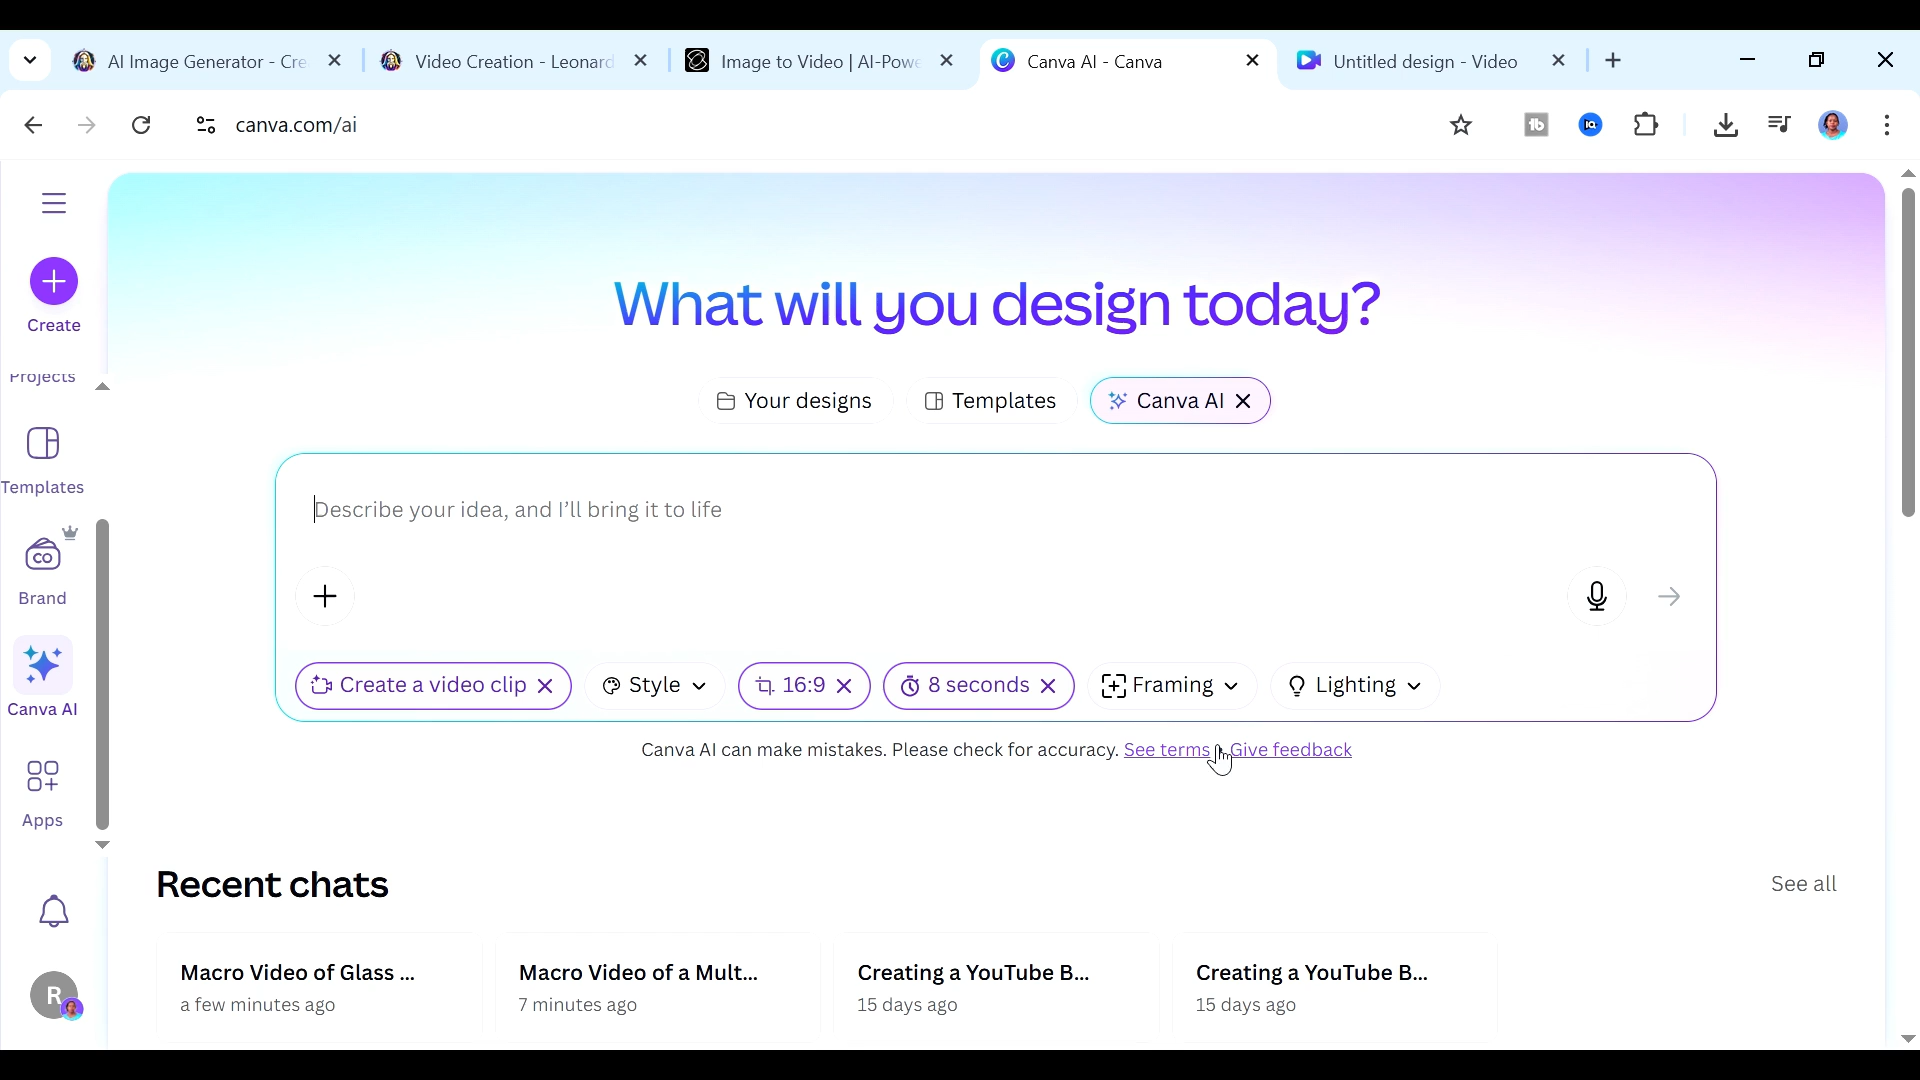 AI Image Generator - Cre
Video Creation - Leonard
Image to Video | AI-Powe
Canva AI - Canva
Untitled design - Video
canva.com/ai
Create
Projects
Templates
Brand
Canva AI
Apps
What will you design today?
Your designs
Templates
Canva AI
Describe your idea, and I'll bring it to life
Create a video clip
Style
16:9
8 seconds
Framing
Lighting
Canva AI can make mistakes. Please check for accuracy. See terms • Give feedback
Recent chats
See all
Macro Video of Glass ...
a few minutes ago
Macro Video of a Mult...
7 minutes ago
Creating a YouTube B...
15 days ago
Creating a YouTube B...
15 days ago
R